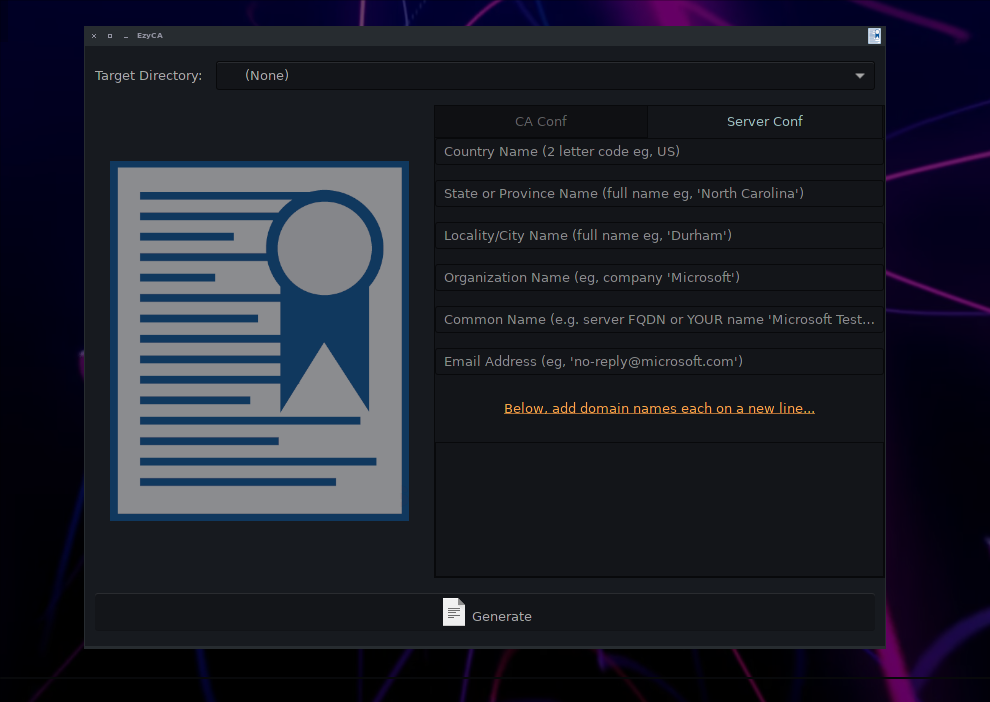 EzyCA
Target Directory:
(None)
CA Conf
Server Conf
Country Name (2 letter code eg, US)
State or Province Name (full name eg, 'North Carolina')
Locality/City Name (full name eg, 'Durham')
Organization Name (eg, company 'Microsoft')
Common Name (e.g. server FQDN or YOUR name 'Microsoft Test...
Email Address (eg, 'no-reply@microsoft.com')
Below, add domain names each on a new line...
Generate